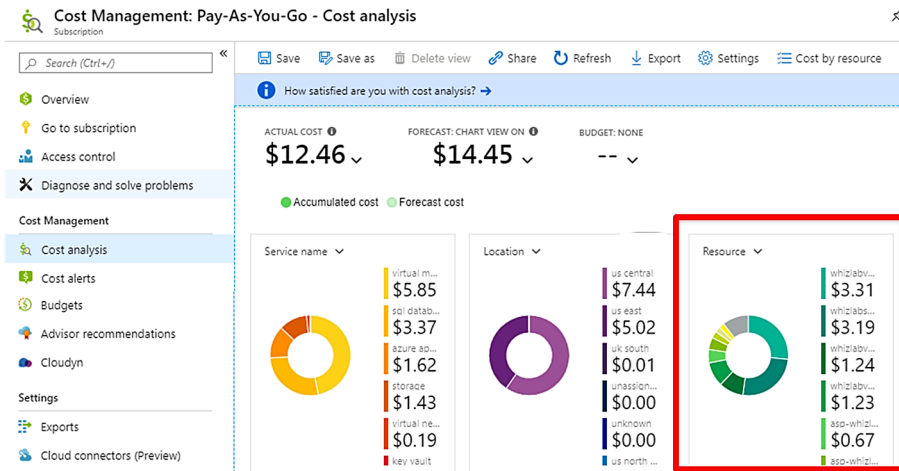 Cost Management: Pay-As-You-Go - Cost analysis
Subscription
Search (Ctrl+/)
«
Overview
Go to subscription
Access control
Diagnose and solve problems
Cost Management
Cost analysis
Cost alerts
Budgets
Advisor recommendations
Cloudyn
Settings
Exports
Cloud connectors (Preview)
Save
Save as
Delete view
Share
Refresh
Export
Settings
Cost by resource
How satisfied are you with cost analysis? →
ACTUAL COST
$12.46
FORECAST: CHART VIEW ON
$14.45
BUDGET: NONE
--
Accumulated cost
Forecast cost
Service name
virtual m...
$5.85
sql datab...
$3.37
azure ap...
$1.62
storage
$1.43
virtual ne...
$0.19
key vault
Location
us central
$7.44
us east
$5.02
uk south
$0.01
unassign...
$0.00
unknown
$0.00
us north ...
Resource
whizlabv...
$3.31
whizlabs...
$3.19
whizlabv...
$1.24
whizlabv...
$1.23
asp-whizl...
$0.67
asp-whizl...